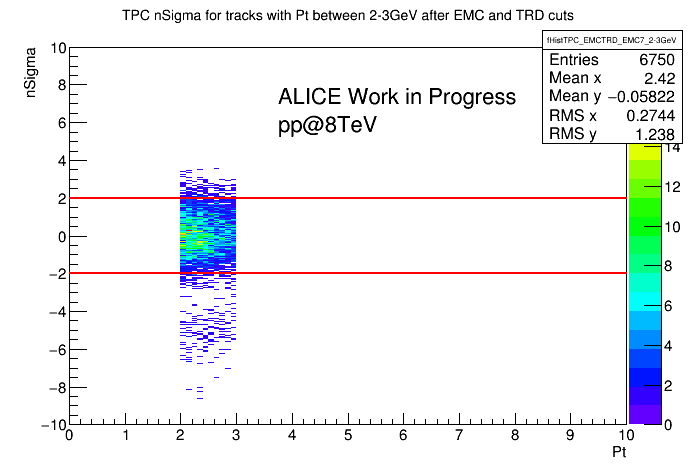 TPC nSigma for tracks with Pt between 2-3GeV after EMC and TRD cuts
fHistTPC_EMCTRD_EMC7_2-3GeV
Entries 6750
Mean x 2.42
Mean y −0.05822
RMS x 0.2744
RMS y 1.238
ALICE Work in Progress
pp@8TeV
nSigma
10
8
6
4
2
0
−2
−4
−6
−8
−10
0 1 2 3 4 5 6 7 8 9 10
Pt
14
12
10
8
6
4
2
0